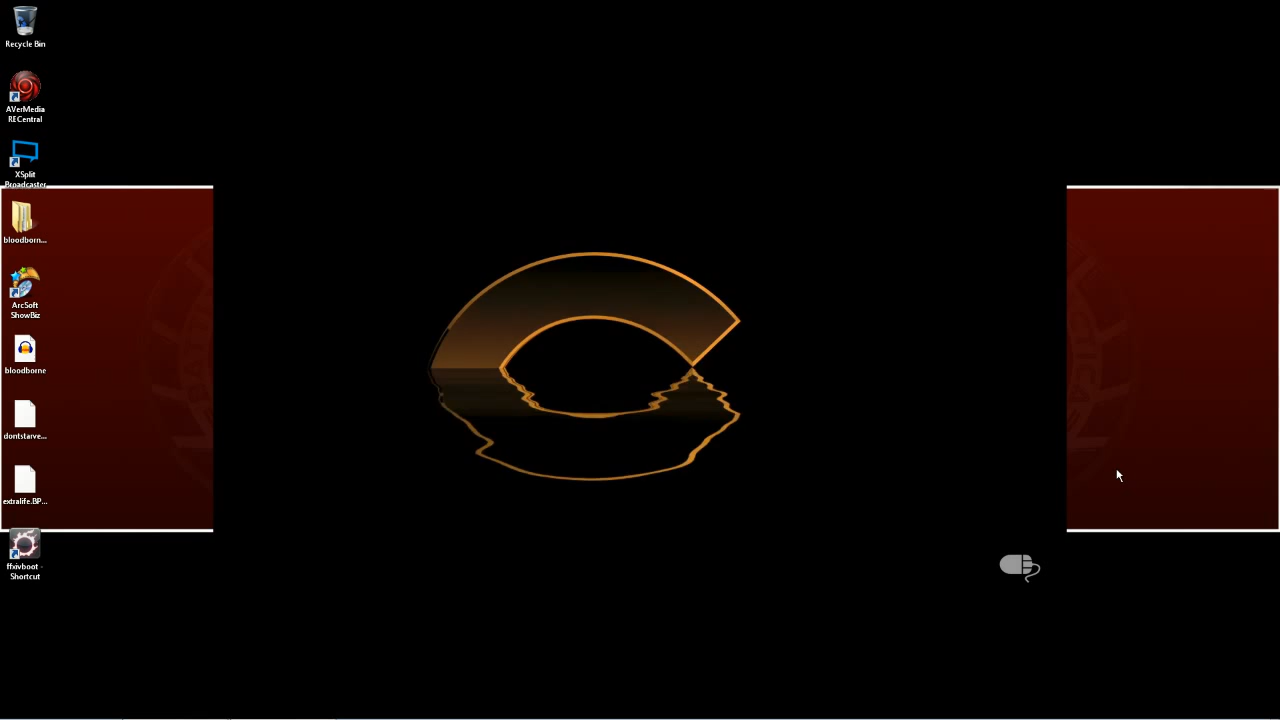 Recycle Bin
AVerMedia
RECentral
XSplit
Broadcaster
bloodborn...
ArcSoft
ShowBiz
bloodborne
dontstarve...
extralife.BP...
ffxivboot -
Shortcut